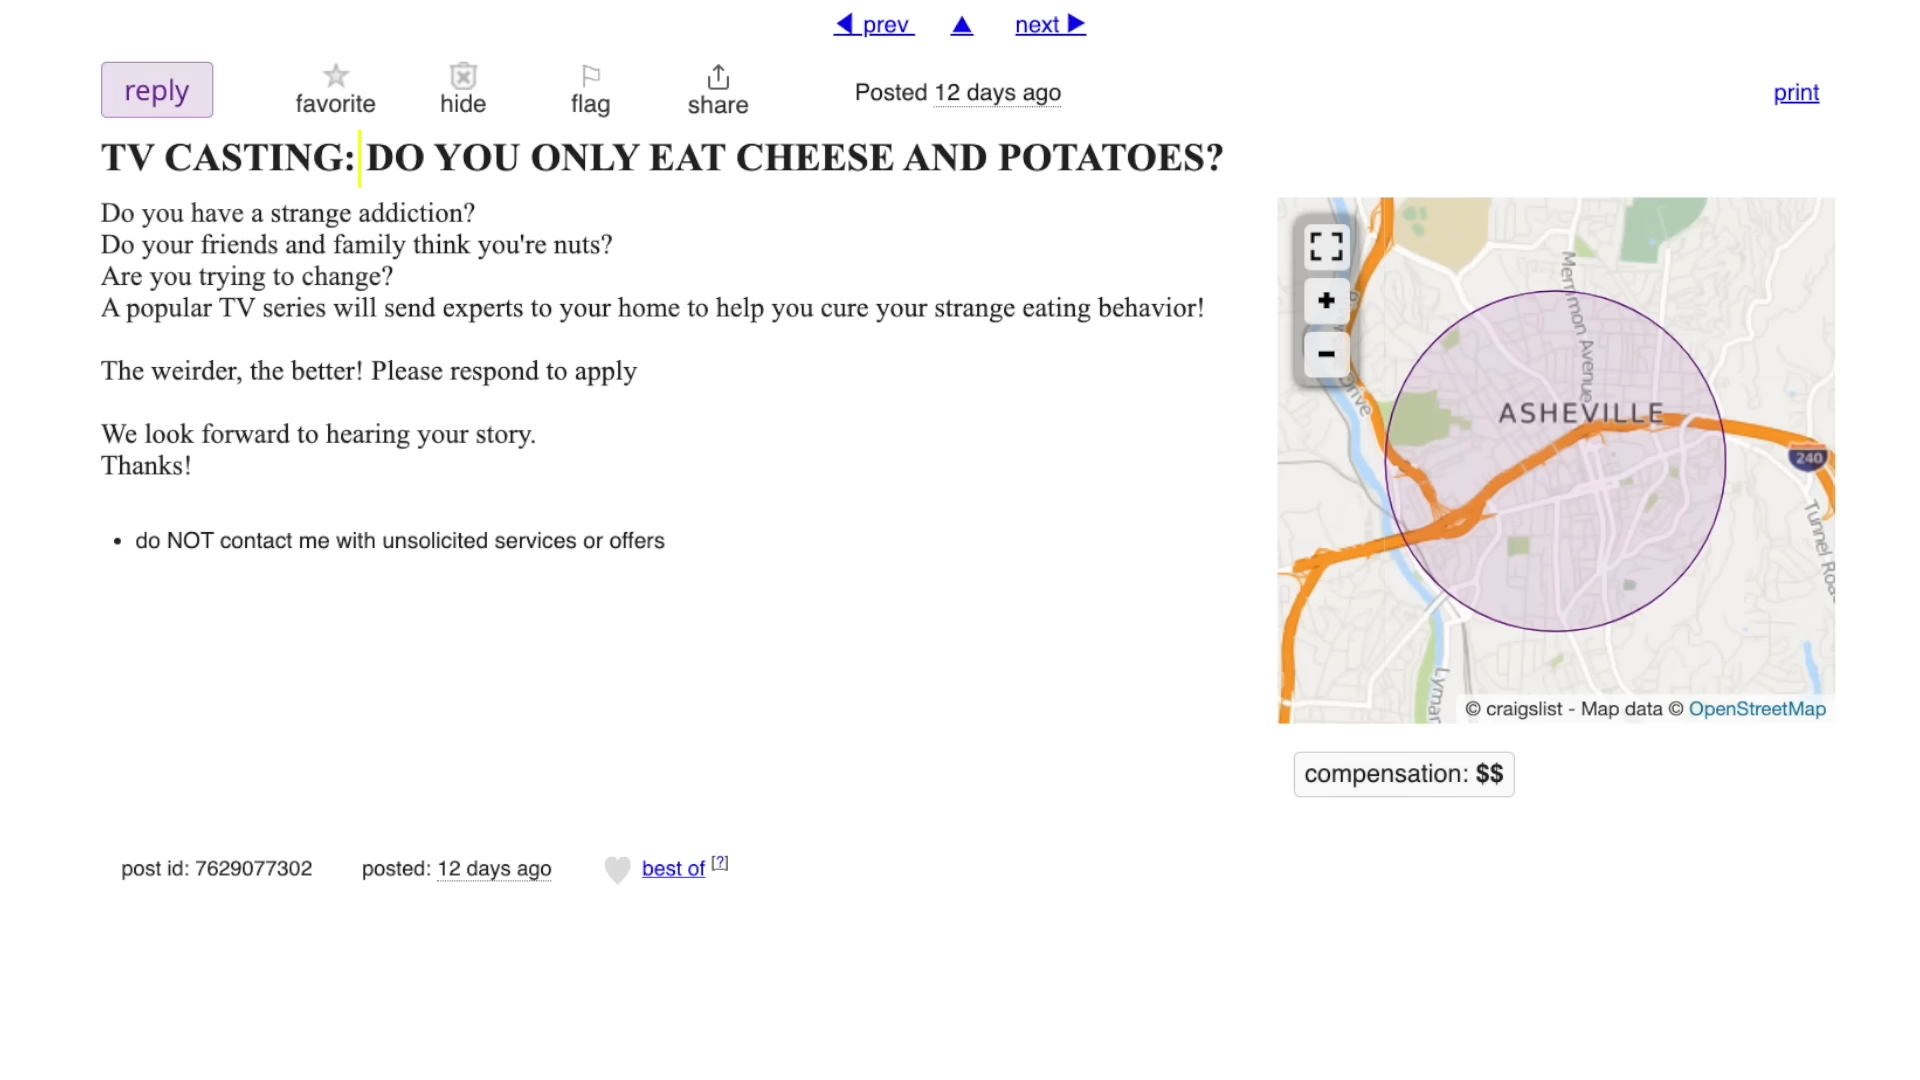 prev
next
reply
favorite
hide
flag
share
Posted 12 days ago
print
TV CASTING: DO YOU ONLY EAT CHEESE AND POTATOES?
Do you have a strange addiction?
Do your friends and family think you're nuts?
Are you trying to change?
A popular TV series will send experts to your home to help you cure your strange eating behavior!
The weirder, the better! Please respond to apply
We look forward to hearing your story.
Thanks!
• do NOT contact me with unsolicited services or offers
+
-
Merrimon Avenue
Drive
ASHEVILLE
240
Tunnel Roa
Lyman
© craigslist - Map data © OpenStreetMap
compensation: $$
post id: 7629077302
posted: 12 days ago
best of [?]